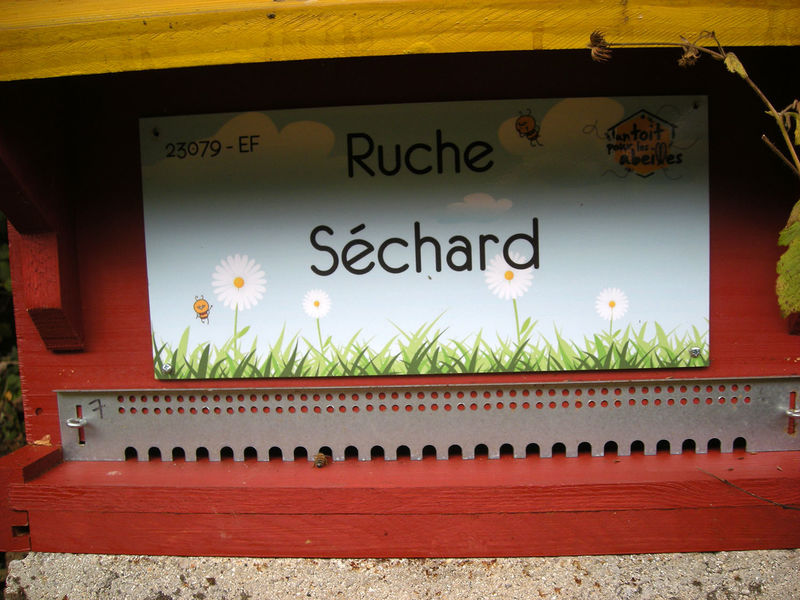 23079 - EF
Ruche
Un toit
pour les
abeilles
Séchard
7